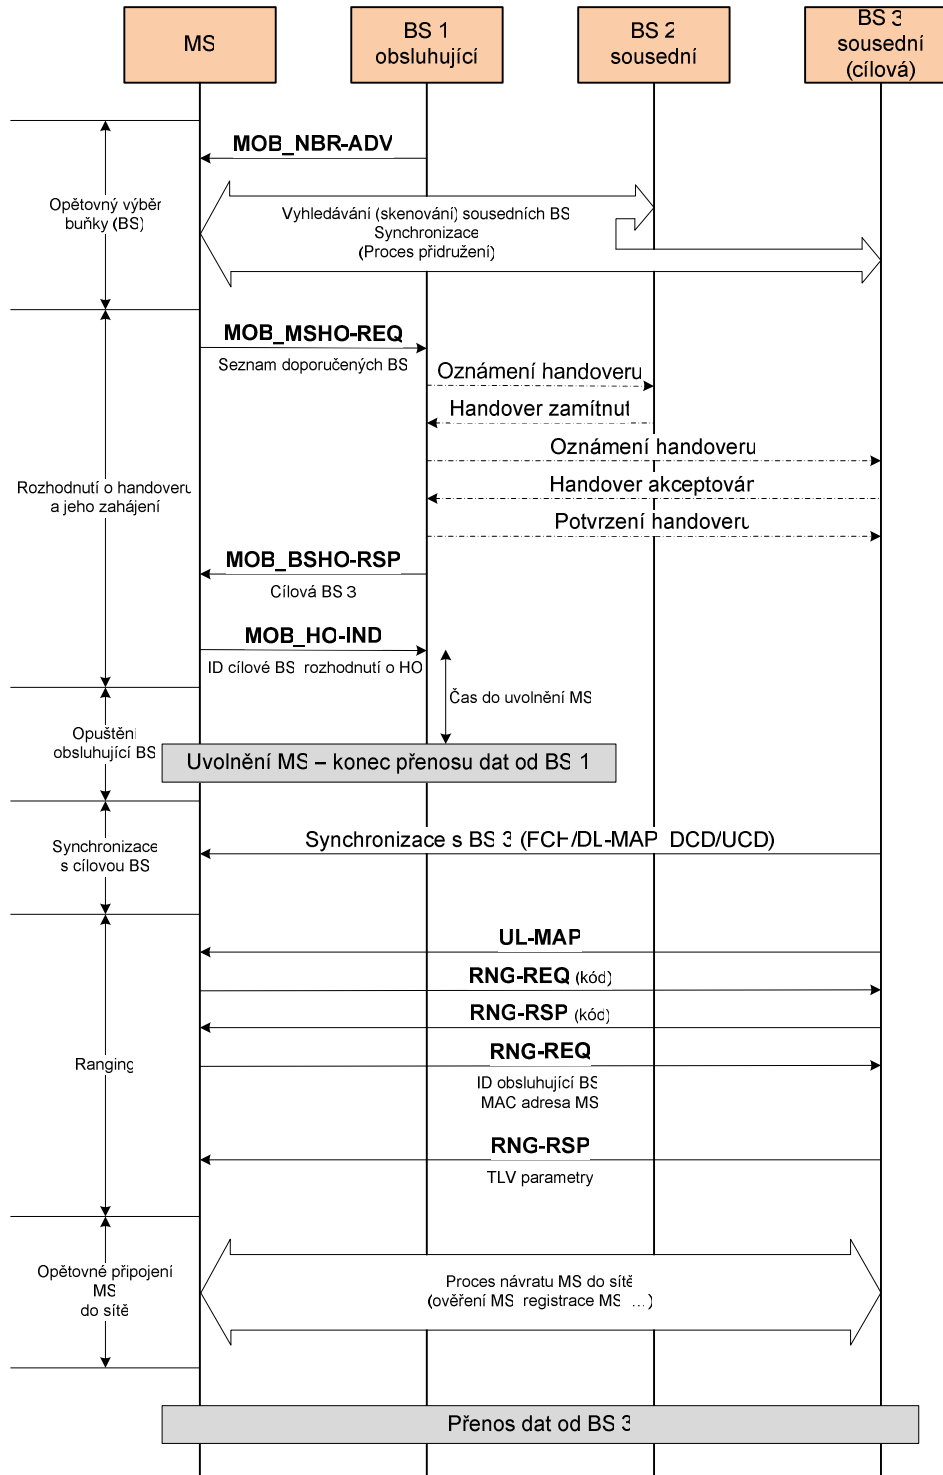 MS
BS 1
obsluhující
BS 2
sousední
BS 3
sousední
(cílová)
MOB_NBR-ADV
Opětovný výběr
buňky (BS)
Vyhledávání (skenování) sousedních BS
Synchronizace
(Proces přidružení)
MOB_MSHO-REQ
Seznam doporučených BS
Oznámení handoveru
Handover zamítnut
Oznámení handoveru
Rozhodnutí o handoveru
a jeho zahájení
Handover akceptován
Potvrzení handoveru
MOB_BSHO-RSP
Cílová BS 3
MOB_HO-IND
ID cílové BS rozhodnutí o HO
Čas do uvolnění MS
Opuštění
obsluhující BS
Uvolnění MS – konec přenosu dat od BS 1
Synchronizace
s cílovou BS
Synchronizace s BS 3 (FCH/DL-MAP DCD/UCD)
UL-MAP
RNG-REQ (kód)
RNG-RSP (kód)
RNG-REQ
Ranging
ID obsluhující BS
MAC adresa MS
RNG-RSP
TLV parametry
Opětovné připojení
MS
do sítě
Proces návratu MS do sítě
(ověření MS registrace MS ...)
Přenos dat od BS 3